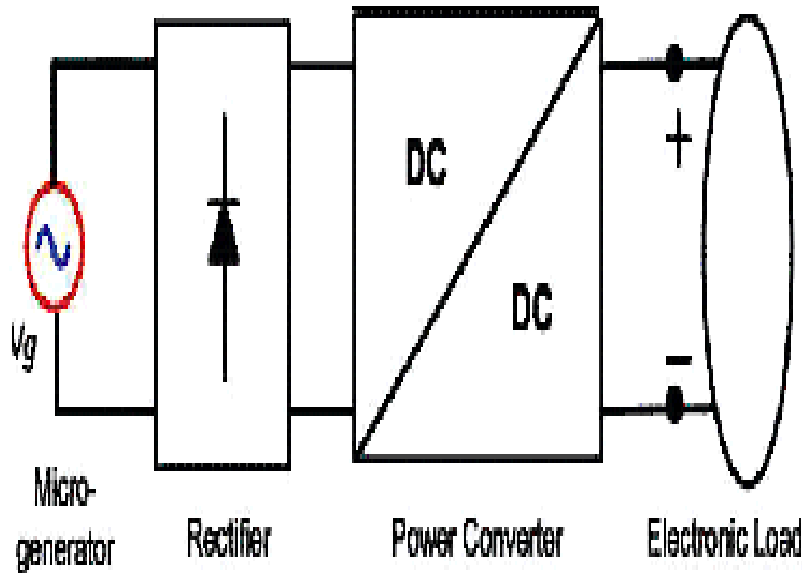 DC
DC
+
−
Vg
Micro-
generator
Rectifier
Power Converter
Electronic Load